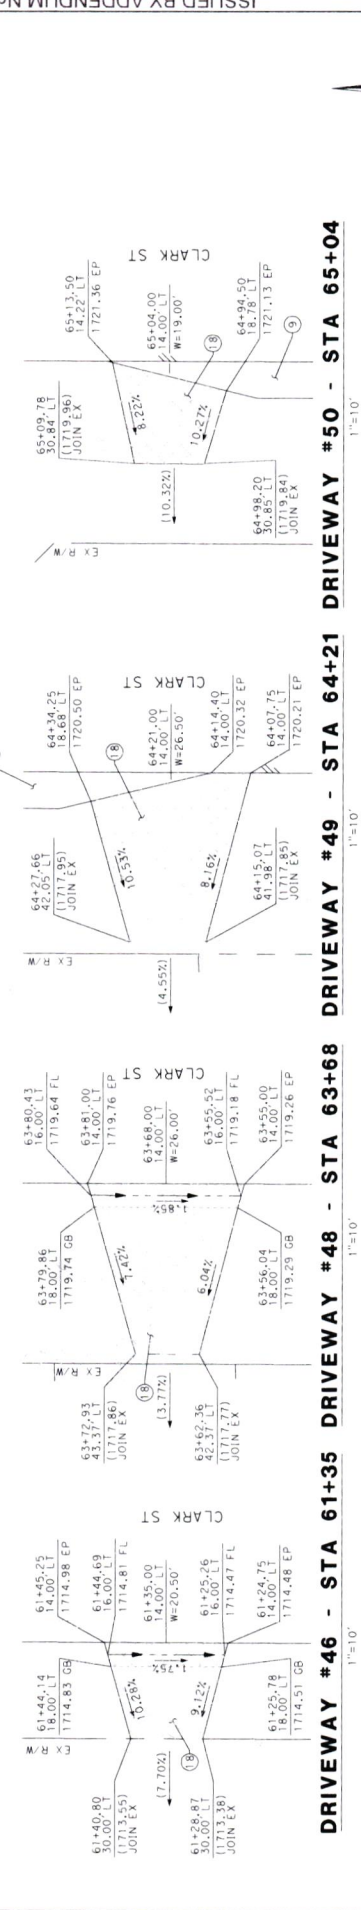 ISSUED BY ADDENDUM No
61+44.14
18.00' LT
1714.83 GB
61+45.25
14.00' LT
1714.98 EP
61+44.69
16.00' LT
1714.81 FL
EX R/W
61+40.80
30.00' LT
(1713.55)
JOIN EX
10.28%
1.75%
61+35.00
14.00' LT
W=20.50'
CLARK ST
(7.70%)
9.12%
18
61+28.87
30.00' LT
(1713.38)
JOIN EX
61+25.26
16.00' LT
1714.47 FL
61+24.75
14.00' LT
1714.48 EP
61+25.78
18.00' LT
1714.51 GB
DRIVEWAY #46 - STA 61+35
1"=10'
63+79.86
18.00' LT
1719.74 GB
63+80.43
16.00' LT
1719.64 FL
63+81.00
14.00' LT
1719.76 EP
EX R/W
63+72.93
43.37' LT
(1717.86)
JOIN EX
7.42%
1.85%
63+68.00
14.00' LT
W=26.00'
CLARK ST
18
(3.77%)
6.04%
63+62.36
42.37' LT
(1717.77)
JOIN EX
63+55.52
16.00' LT
1719.18 FL
63+55.00
14.00' LT
1719.26 EP
63+56.04
18.00' LT
1719.29 GB
DRIVEWAY #48 - STA 63+68
1"=10'
64+34.25
18.68' LT
1720.50 EP
64+27.66
42.05' LT
(1717.95)
JOIN EX
EX R/W
10.53%
18
64+21.00
14.00' LT
W=26.50'
CLARK ST
(4.55%)
8.16%
64+14.40
14.00' LT
1720.32 EP
64+07.75
14.00' LT
1720.21 EP
64+15.07
41.98' LT
(1717.85)
JOIN EX
DRIVEWAY #49 - STA 64+21
1"=10'
65+13.50
14.22' LT
1721.36 EP
65+09.78
30.84' LT
(1719.96)
JOIN EX
EX R/W
8.22%
65+04.00
14.00' LT
W=19.00'
CLARK ST
(10.32%)
10.27%
18
64+94.50
18.78' LT
1721.13 EP
9
64+98.20
30.85' LT
(1719.84)
JOIN EX
DRIVEWAY #50 - STA 65+04
1"=10'